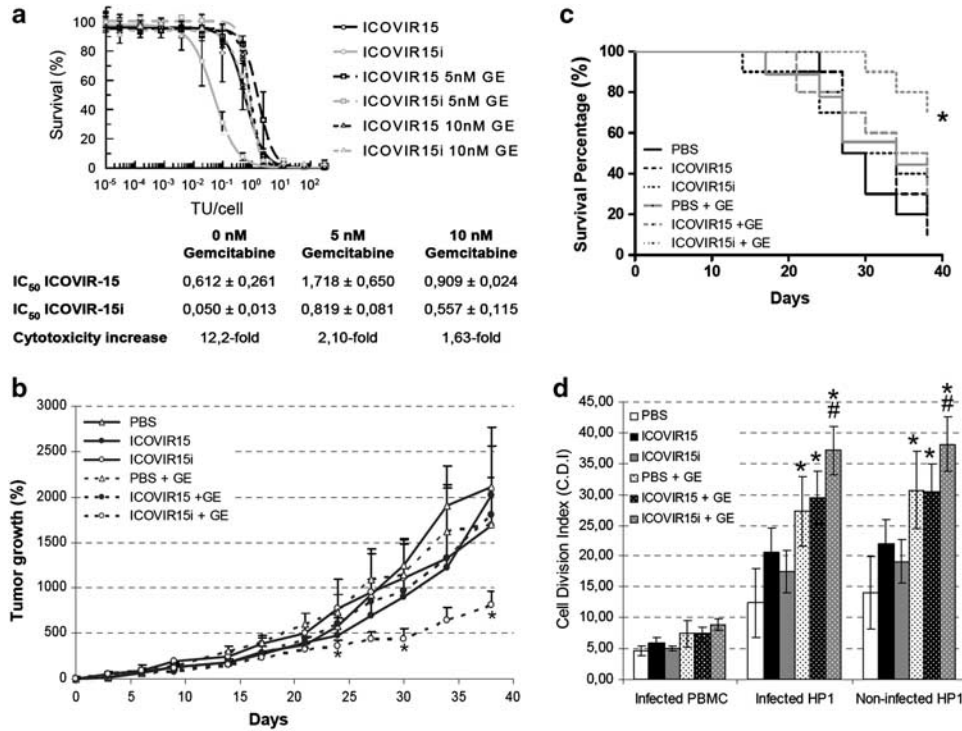 a
Survival (%)
100
80
60
40
20
0
10-5 10-4 10-3 10-2 10-1 100 101 102
TU/cell
ICOVIR15
ICOVIR15i
ICOVIR15 5nM GE
ICOVIR15i 5nM GE
ICOVIR15 10nM GE
ICOVIR15i 10nM GE
0 nM Gemcitabine 5 nM Gemcitabine 10 nM Gemcitabine
IC50 ICOVIR-15 0,612 ± 0,261 1,718 ± 0,650 0,909 ± 0,024
IC50 ICOVIR-15i 0,050 ± 0,013 0,819 ± 0,081 0,557 ± 0,115
Cytotoxicity increase 12,2-fold 2,10-fold 1,63-fold
b
Tumor growth (%)
3000
2500
2000
1500
1000
500
0
0 5 10 15 20 25 30 35 40
Days
PBS
ICOVIR15
ICOVIR15i
PBS + GE
ICOVIR15 +GE
ICOVIR15i + GE
* * *
c
Survival Percentage (%)
100
80
60
40
20
0
0 10 20 30 40
Days
PBS
ICOVIR15
ICOVIR15i
PBS + GE
ICOVIR15 +GE
ICOVIR15i + GE
*
d
Cell Division Index (C.D.I)
45,00
40,00
35,00
30,00
25,00
20,00
15,00
10,00
5,00
0,00
PBS
ICOVIR15
ICOVIR15i
PBS + GE
ICOVIR15 + GE
ICOVIR15i + GE
* * * #
* * * #
Infected PBMC Infected HP1 Non-infected HP1